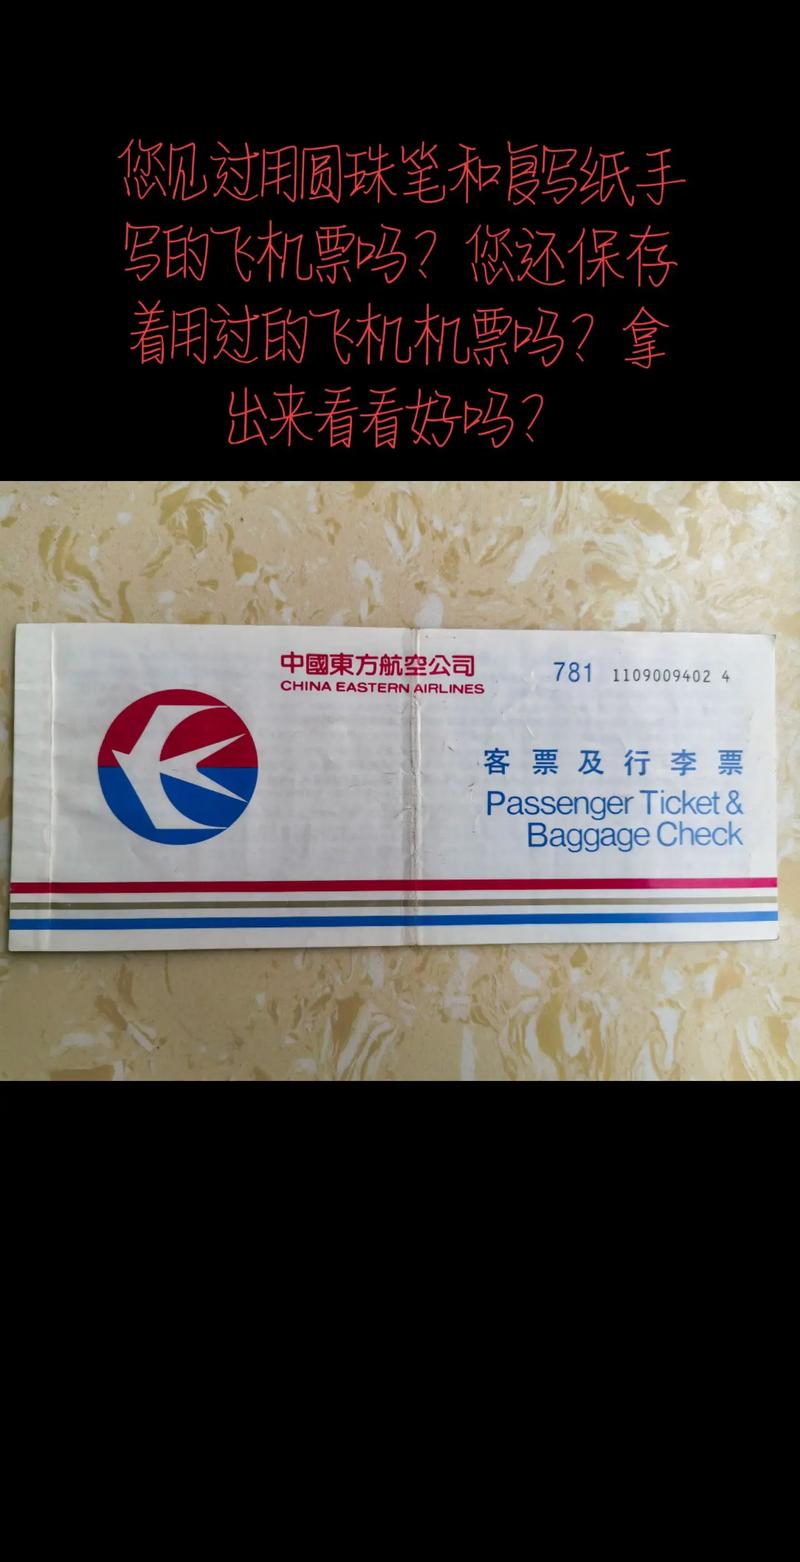 您见过用圆珠笔和复写纸手
写的飞机票吗？您还保存
着用过的飞机机票吗？拿
出来看看好吗？
中國東方航空公司
CHINA EASTERN AIRLINES
781 1109009402 4
客票及行李票
Passenger Ticket &
Baggage Check